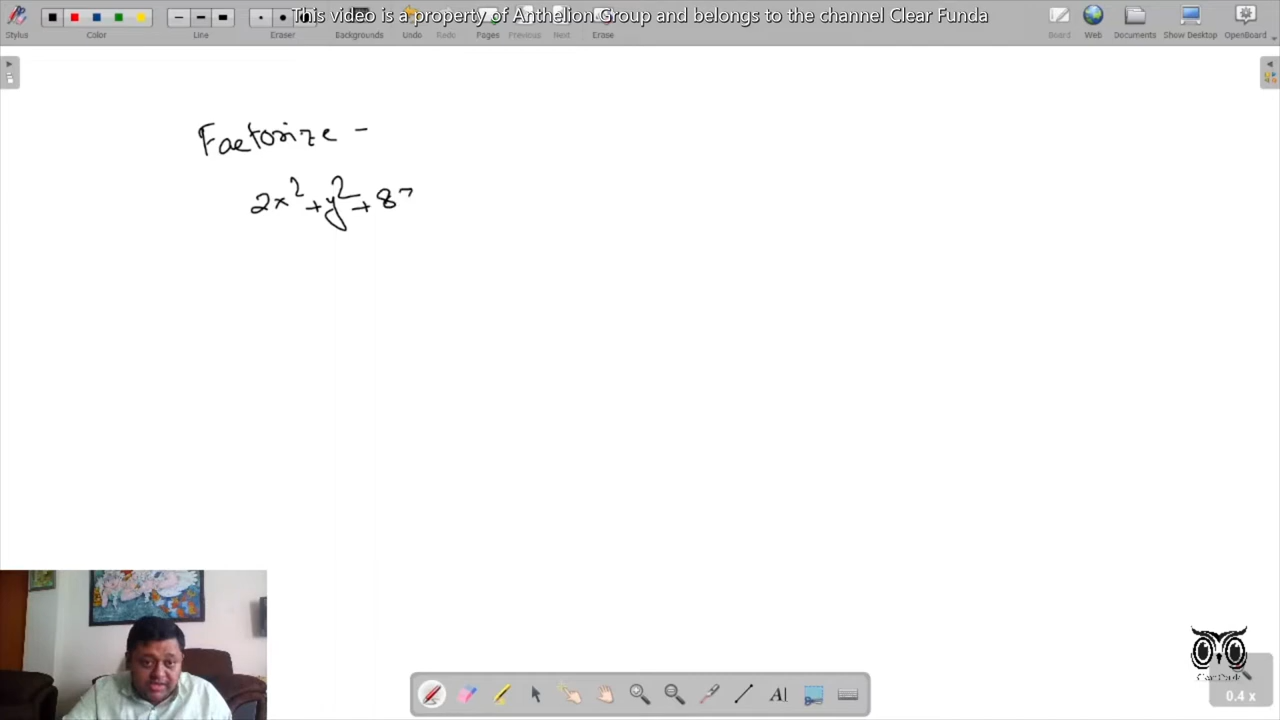 This video is a property of Anthelion Group and belongs to the channel Clear Funda
Stylus
Color
Line
Eraser
Backgrounds
Undo
Redo
Pages
Previous
Next
Erase
Board
Web
Documents
Show Desktop
OpenBoard
Factorize -
2x²+y²+8
AI
0.4 x